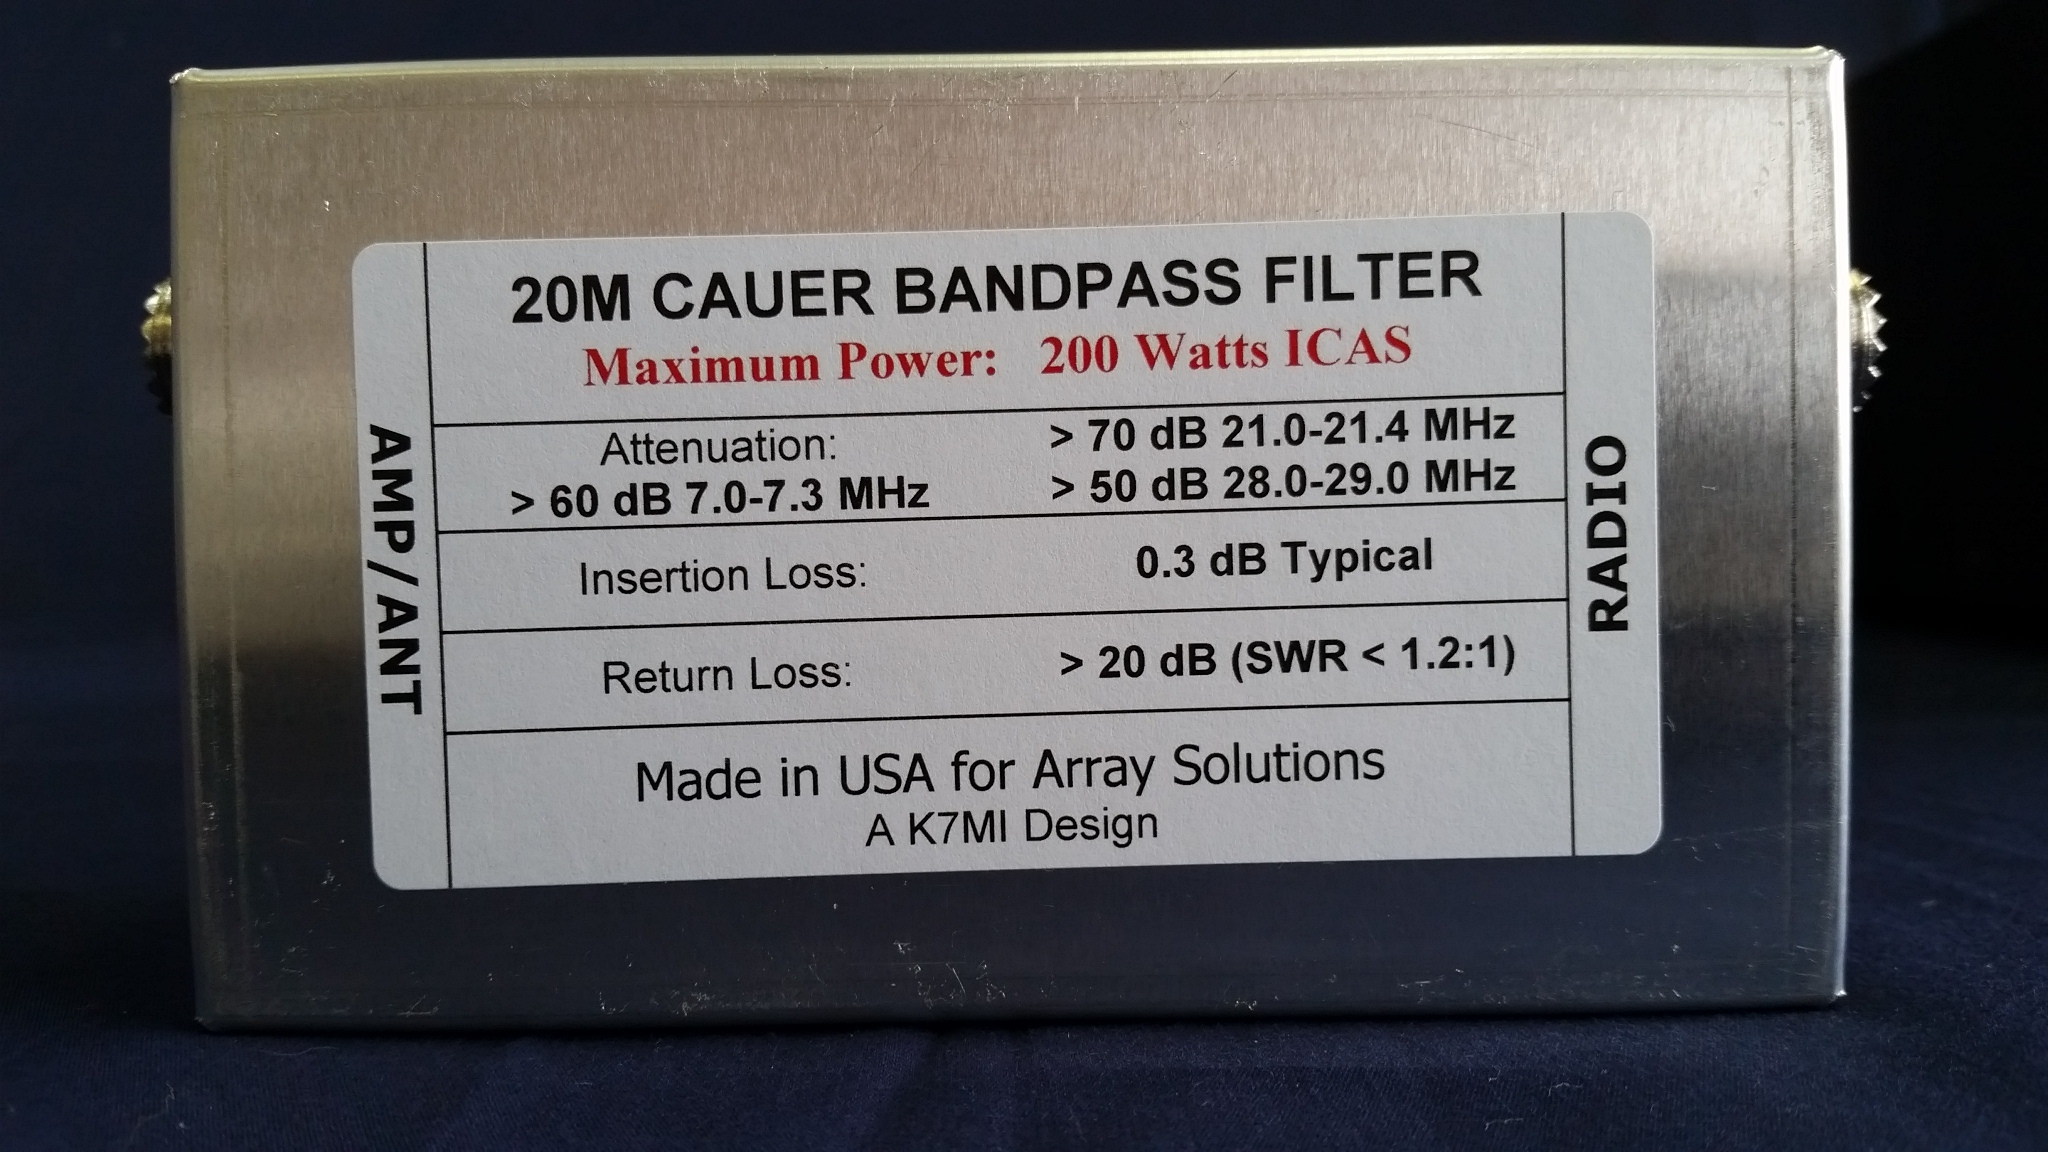 20M CAUER BANDPASS FILTER
Maximum Power: 200 Watts ICAS
Attenuation:
> 60 dB 7.0-7.3 MHz
> 70 dB 21.0-21.4 MHz
> 50 dB 28.0-29.0 MHz
Insertion Loss: 0.3 dB Typical
Return Loss: > 20 dB (SWR < 1.2:1)
Made in USA for Array Solutions
A K7MI Design
AMP/ANT
RADIO